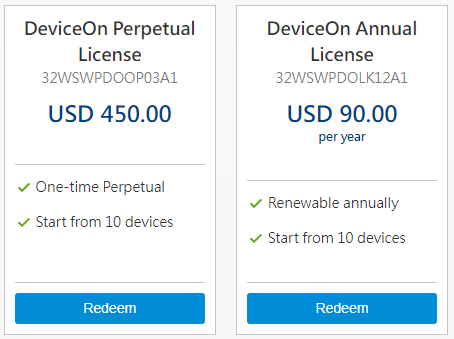 DeviceOn Perpetual
License
32WSWPDOOP03A1
USD 450.00
One-time Perpetual
Start from 10 devices
Redeem
DeviceOn Annual
License
32WSWPDOLK12A1
USD 90.00
per year
Renewable annually
Start from 10 devices
Redeem